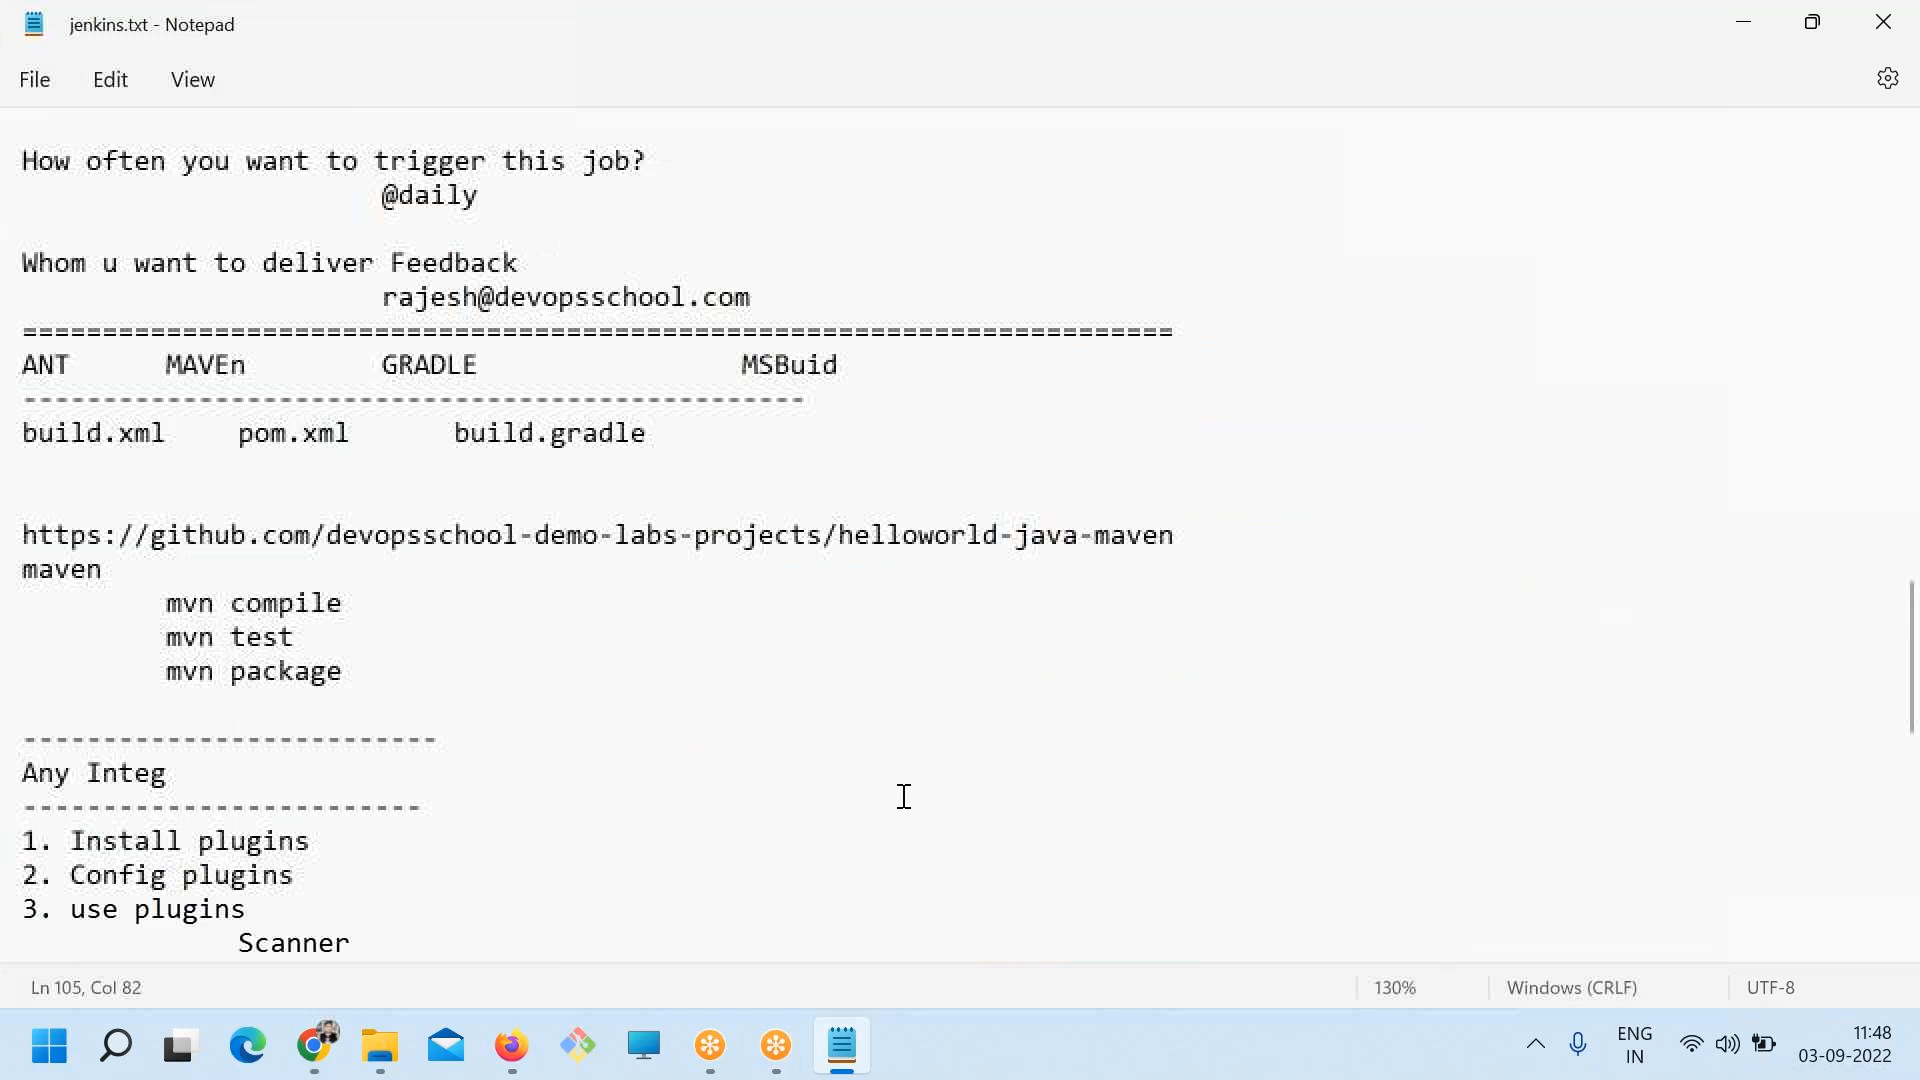 jenkins.txt - Notepad
File Edit View
How often you want to trigger this job?
@daily
Whom u want to deliver Feedback
rajesh@devopsschool.com
========================================================================
ANT MAVEn GRADLE MSBuid
-------------------------------------------------
build.xml pom.xml build.gradle
https://github.com/devopsschool-demo-labs-projects/helloworld-java-maven
maven
mvn compile
mvn test
mvn package
--------------------------
Any Integ
-------------------------
1. Install plugins
2. Config plugins
3. use plugins
Scanner
Ln 105, Col 82 130% Windows (CRLF) UTF-8
ENG 11:48
IN 03-09-2022